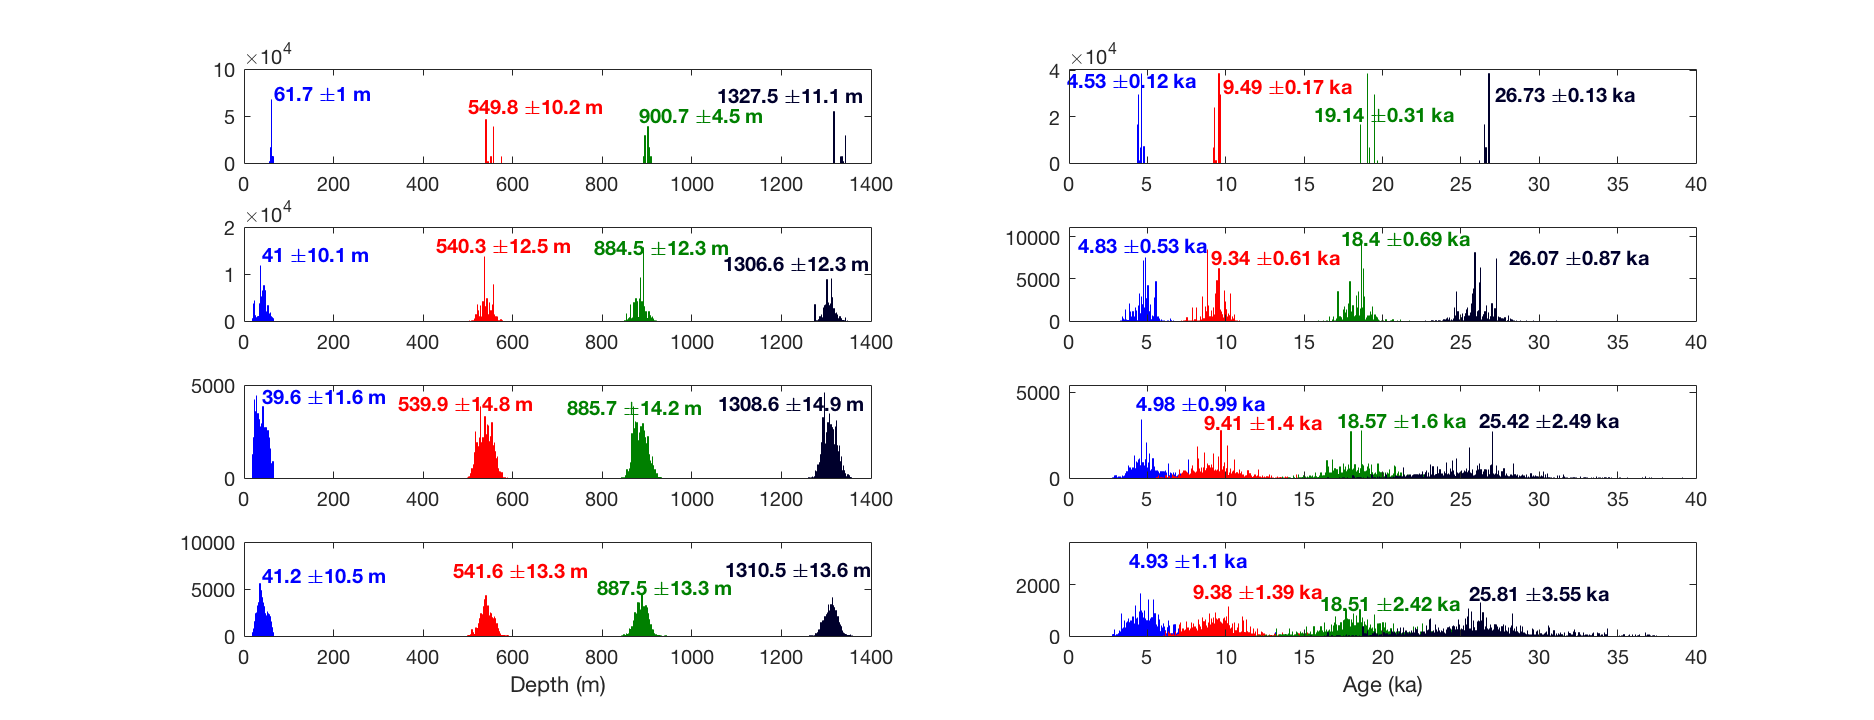 ×10⁴
10
5
0
61.7 ±1 m
549.8 ±10.2 m
900.7 ±4.5 m
1327.5 ±11.1 m
0 200 400 600 800 1000 1200 1400
×10⁴
4
2
0
4.53 ±0.12 ka
9.49 ±0.17 ka
19.14 ±0.31 ka
26.73 ±0.13 ka
0 5 10 15 20 25 30 35 40
×10⁴
2
1
0
41 ±10.1 m
540.3 ±12.5 m
884.5 ±12.3 m
1306.6 ±12.3 m
0 200 400 600 800 1000 1200 1400
10000
5000
0
4.83 ±0.53 ka
9.34 ±0.61 ka
18.4 ±0.69 ka
26.07 ±0.87 ka
0 5 10 15 20 25 30 35 40
5000
0
39.6 ±11.6 m
539.9 ±14.8 m
885.7 ±14.2 m
1308.6 ±14.9 m
0 200 400 600 800 1000 1200 1400
5000
0
4.98 ±0.99 ka
9.41 ±1.4 ka
18.57 ±1.6 ka
25.42 ±2.49 ka
0 5 10 15 20 25 30 35 40
10000
5000
0
41.2 ±10.5 m
541.6 ±13.3 m
887.5 ±13.3 m
1310.5 ±13.6 m
0 200 400 600 800 1000 1200 1400
Depth (m)
2000
0
4.93 ±1.1 ka
9.38 ±1.39 ka
18.51 ±2.42 ka
25.81 ±3.55 ka
0 5 10 15 20 25 30 35 40
Age (ka)